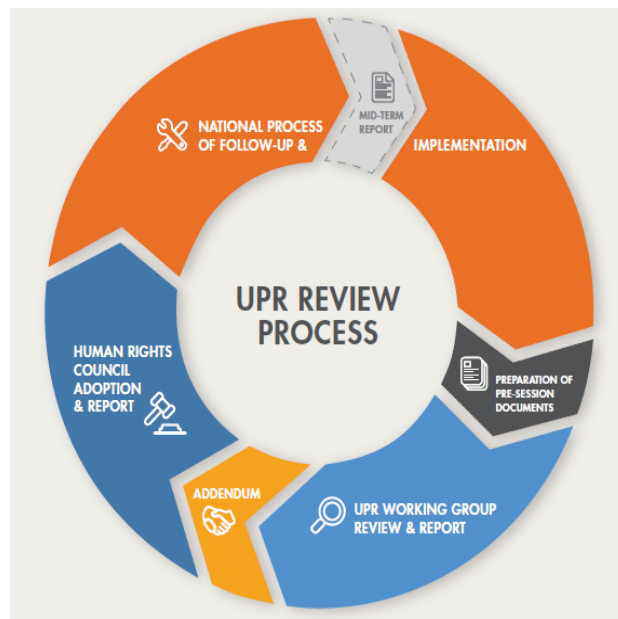 MID-TERM
REPORT
NATIONAL PROCESS
OF FOLLOW-UP &
IMPLEMENTATION
UPR REVIEW
PROCESS
PREPARATION OF
PRE-SESSION
DOCUMENTS
HUMAN RIGHTS
COUNCIL
ADOPTION
& REPORT
ADDENDUM
UPR WORKING GROUP
REVIEW & REPORT